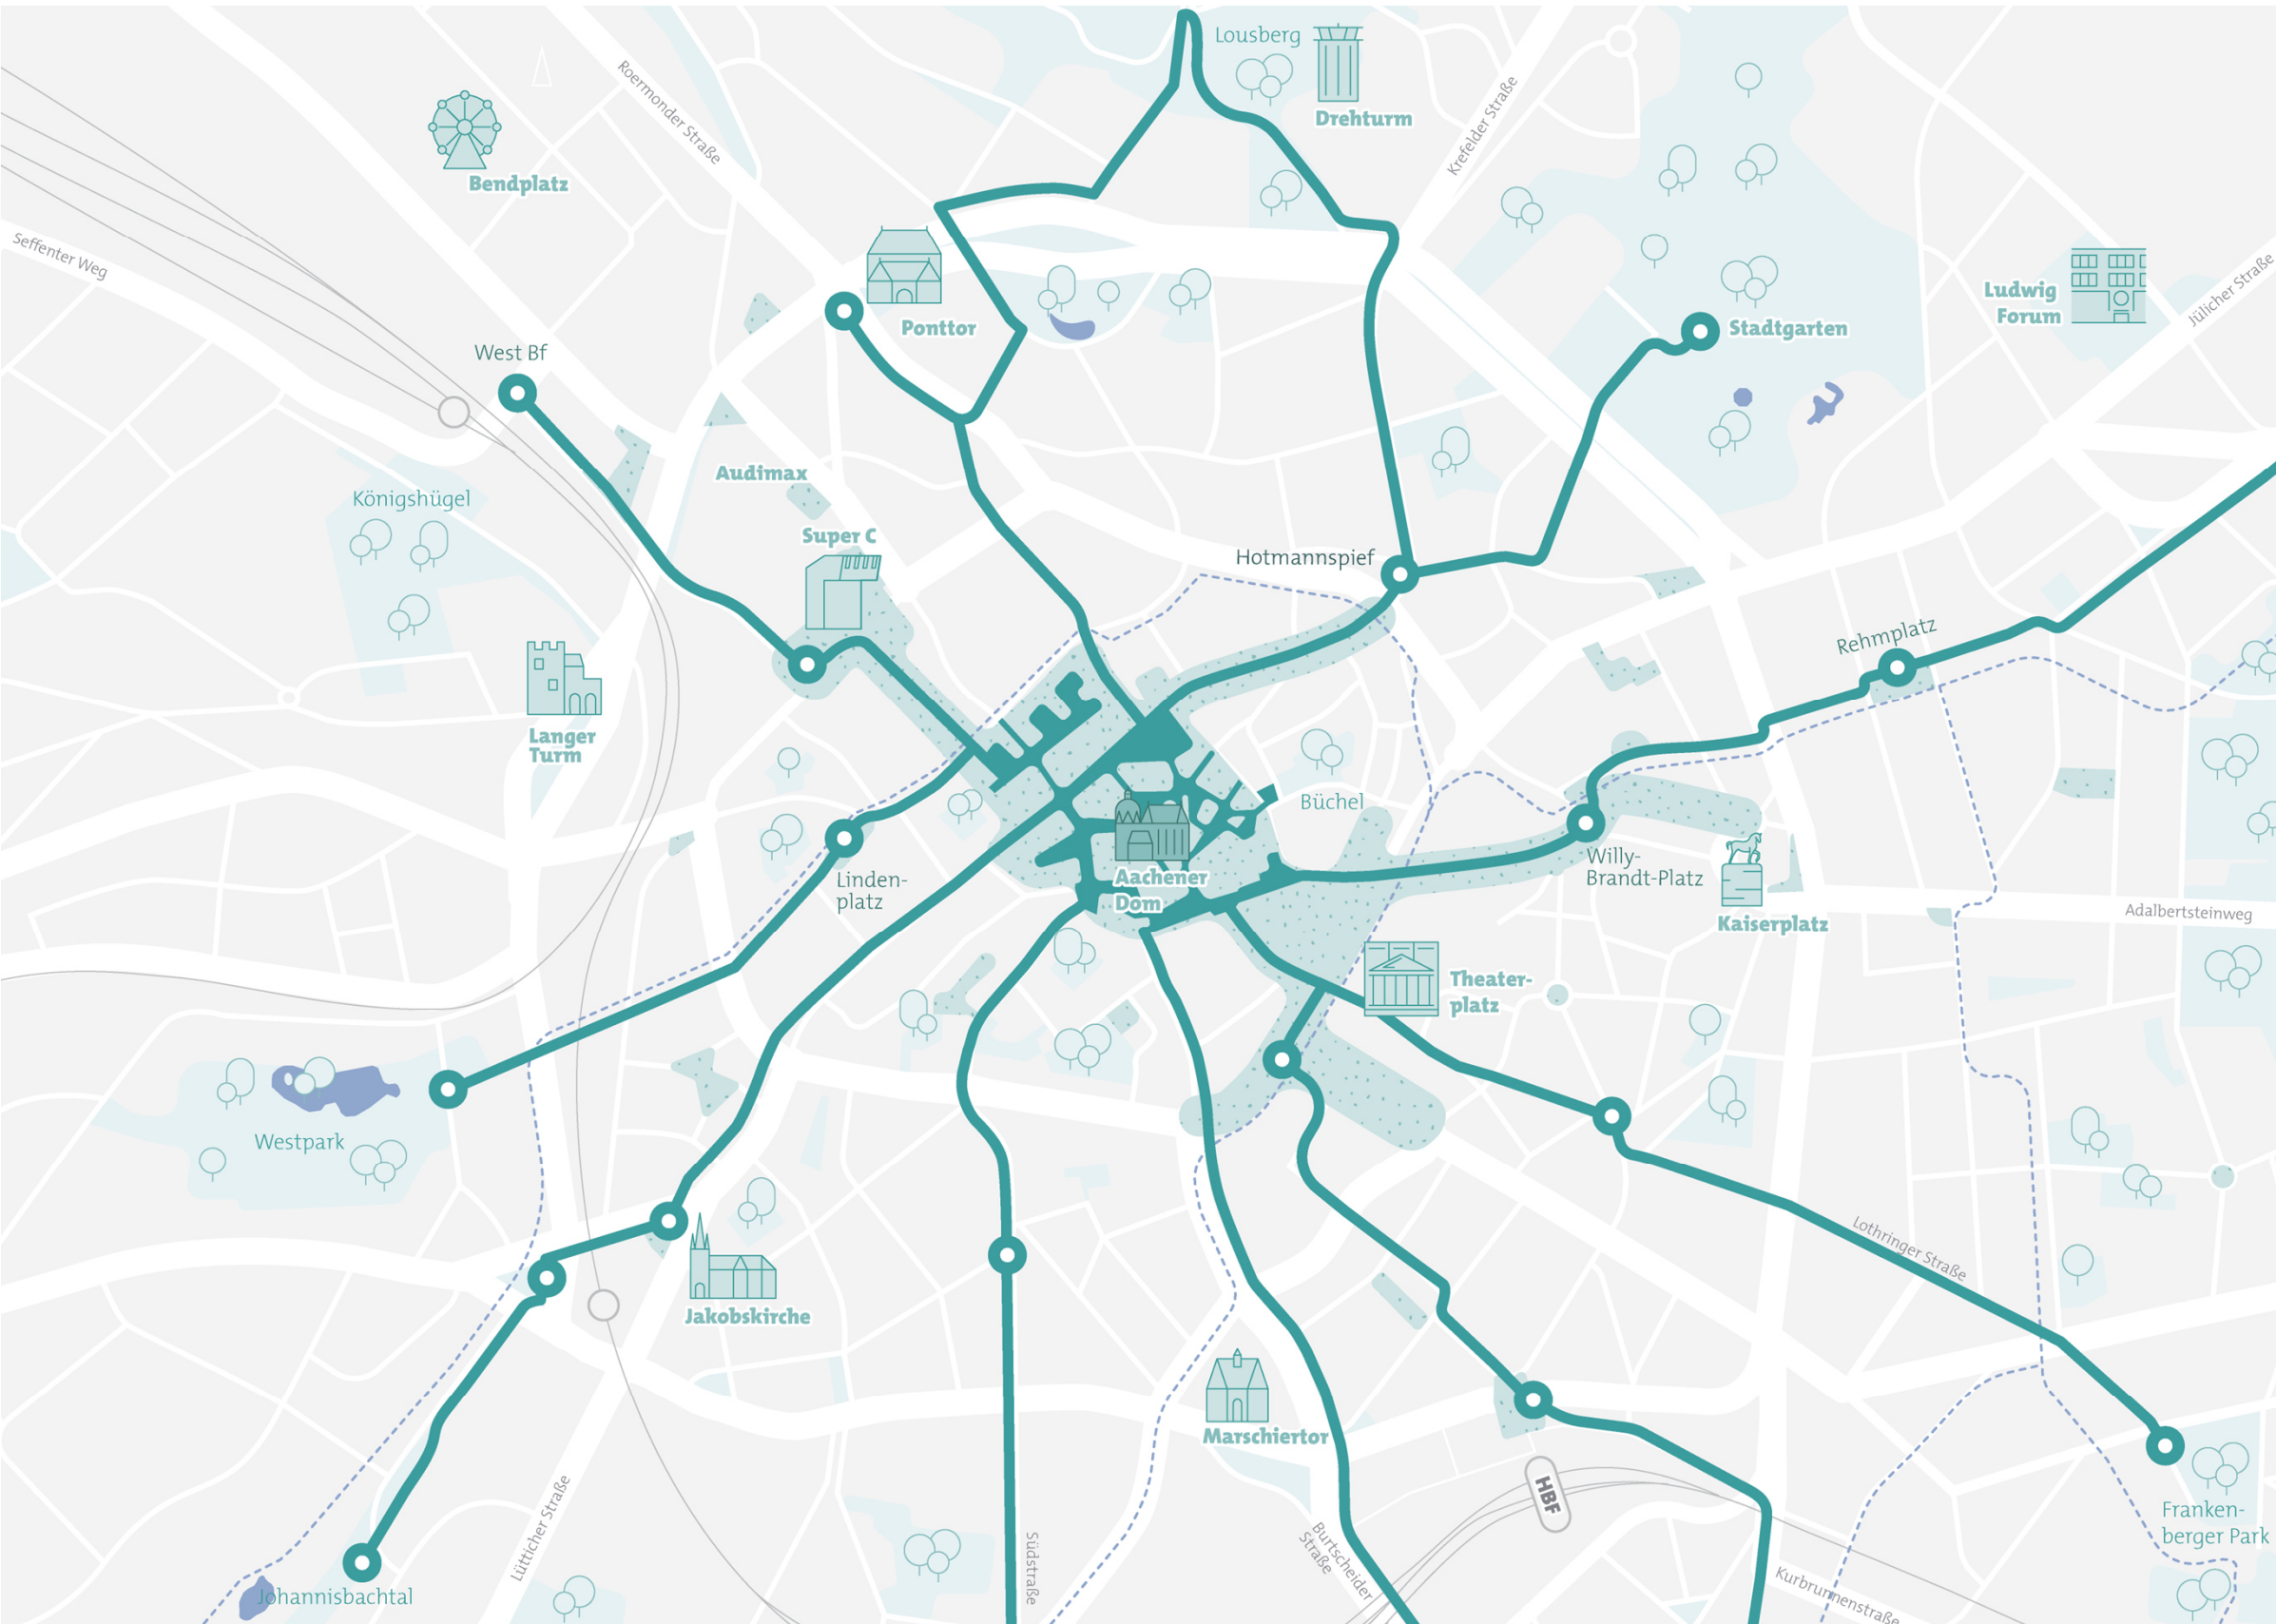 Lousberg
Drehturm
Roermonder Straße
Krefelder Straße
Bendplatz
Seffenter Weg
Ponttor
Stadtgarten
Ludwig
Forum
Jülicher Straße
West Bf
Audimax
Königshügel
Super C
Hotmannspief
Rehmplatz
Langer
Turm
Büchel
Linden-
platz
Aachener
Dom
Willy-
Brandt-Platz
Kaiserplatz
Adalbertsteinweg
Theater-
platz
Westpark
Lothringer Straße
Jakobskirche
Marschiertor
HBF
Franken-
berger Park
Johannisbachtal
Lütticher Straße
Südstraße
Burtscheider
Straße
Kurbrunnenstraße